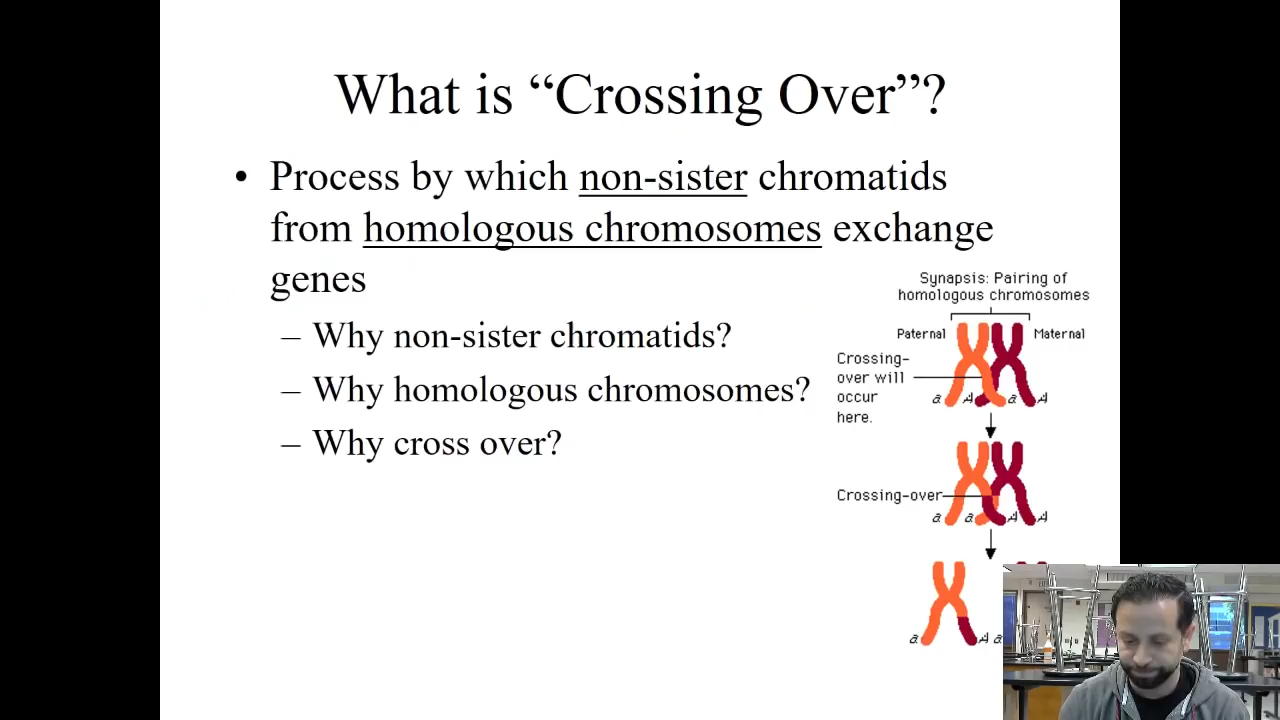 What is “Crossing Over”?
• Process by which non-sister chromatids
from homologous chromosomes exchange
genes
– Why non-sister chromatids?
– Why homologous chromosomes?
– Why cross over?
Synapsis: Pairing of
homologous chromosomes
Paternal
Maternal
Crossing-
over will
occur
here.
a A a A
Crossing-over
a a A A
a A a